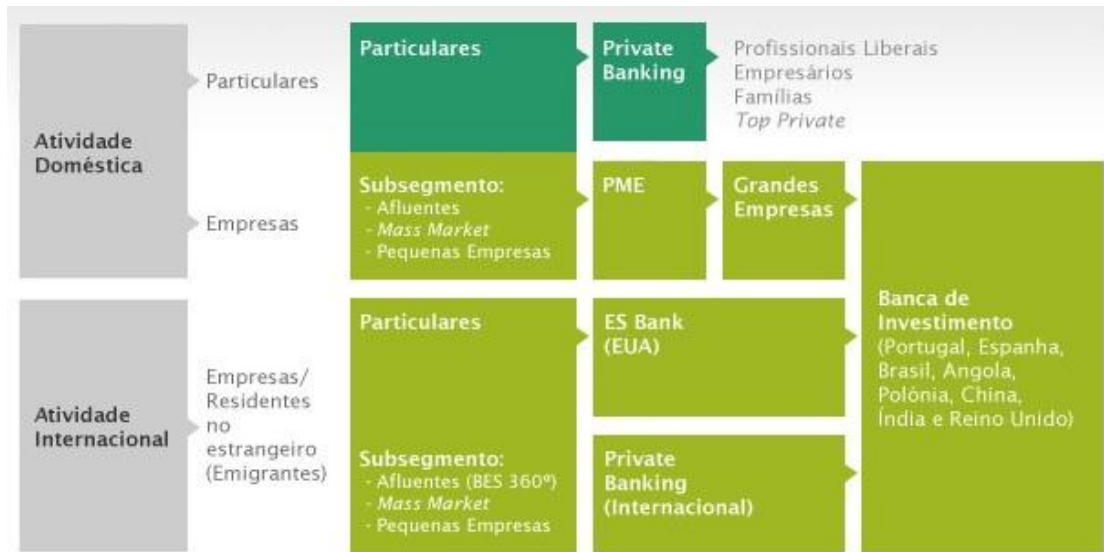 Atividade
Doméstica
Particulares
Empresas
Particulares
Private
Banking
Profissionais Liberais
Empresários
Famílias
Top Private
Subsegmento:
- Afluentes
- Mass Market
- Pequenas Empresas
PME
Grandes
Empresas
Atividade
Internacional
Empresas/
Residentes
no
estrangeiro
(Emigrantes)
Particulares
Subsegmento:
- Afluentes (BES 360º)
- Mass Market
- Pequenas Empresas
ES Bank
(EUA)
Private
Banking
(Internacional)
Banca de
Investimento
(Portugal, Espanha,
Brasil, Angola,
Polónia, China,
Índia e Reino Unido)